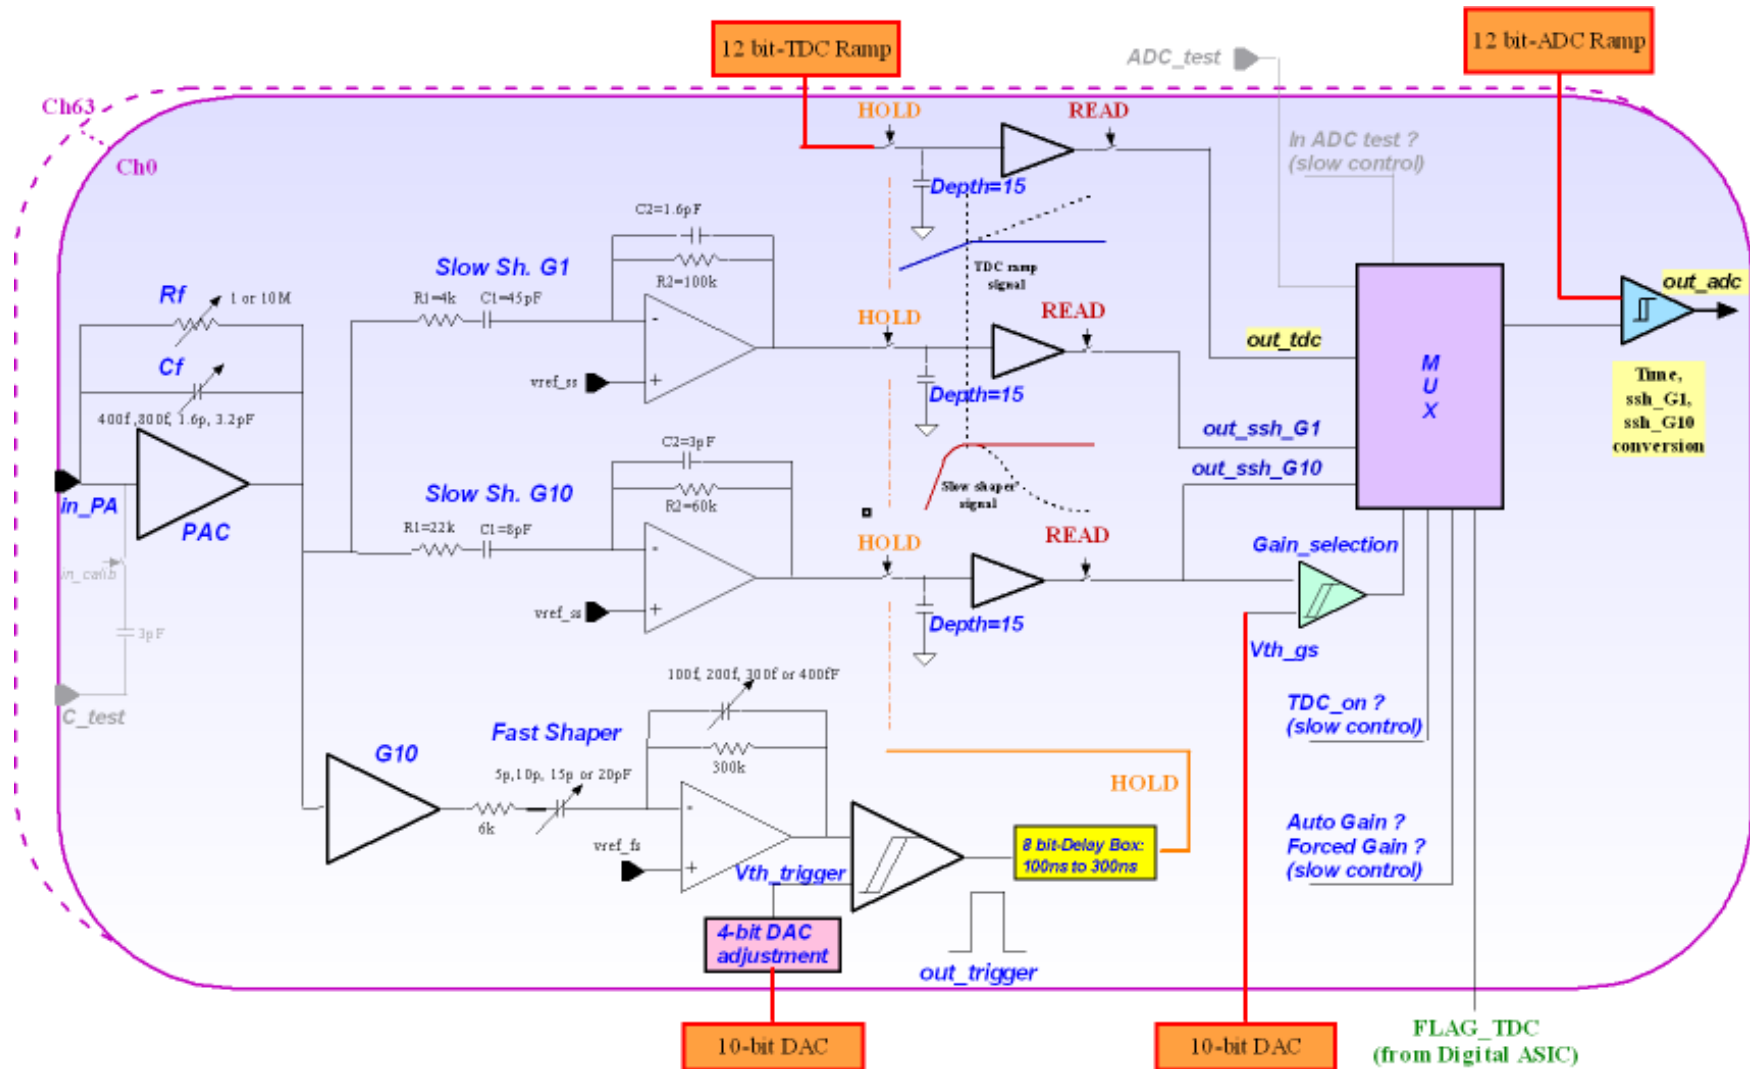 12 bit-TDC Ramp
12 bit-ADC Ramp
ADC_test
Ch63
Ch0
HOLD
READ
In ADC test ?
(slow control)
Depth=15
C2=1.6pF
R2=100k
Slow Sh. G1
R1=4k
C1=45pF
TDC ramp
signal
Rf
1 or 10M
Cf
400f,800f, 1.6p, 3.2pF
vref_ss
-
+
HOLD
READ
Depth=15
out_tdc
M
U
X
out_adc
Time,
ssh_G1,
ssh_G10
conversion
out_ssh_G1
out_ssh_G10
C2=3pF
R2=60k
Slow Sh. G10
R1=22k
C1=8pF
Slow shaper
signal
in_PA
PAC
in_calib
3pF
C_test
vref_ss
-
+
HOLD
READ
Depth=15
Gain_selection
Vth_gs
TDC_on ?
(slow control)
100f, 200f, 300f or 400fF
300k
Fast Shaper
G10
5p,10p, 15p or 20pF
6k
vref_fs
-
+
Vth_trigger
HOLD
8 bit-Delay Box:
100ns to 300ns
Auto Gain ?
Forced Gain ?
(slow control)
4-bit DAC
adjustment
out_trigger
10-bit DAC
10-bit DAC
FLAG_TDC
(from Digital ASIC)